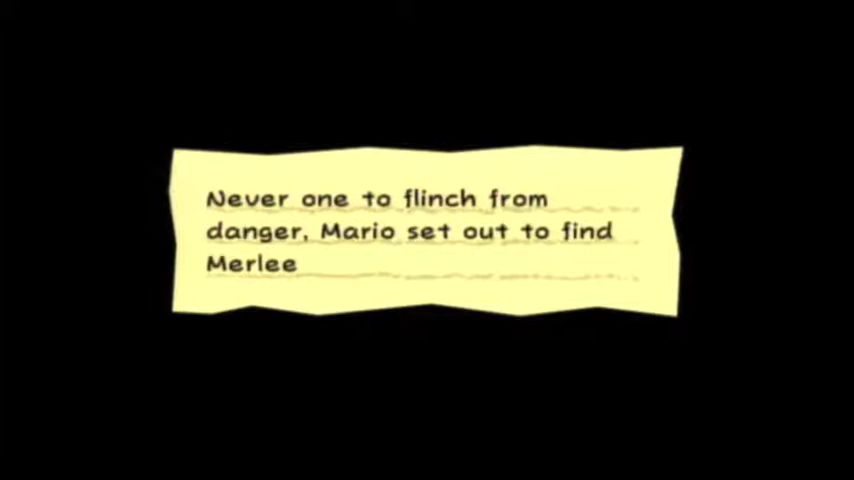 Never one to flinch from
danger, Mario set out to find
Merlee